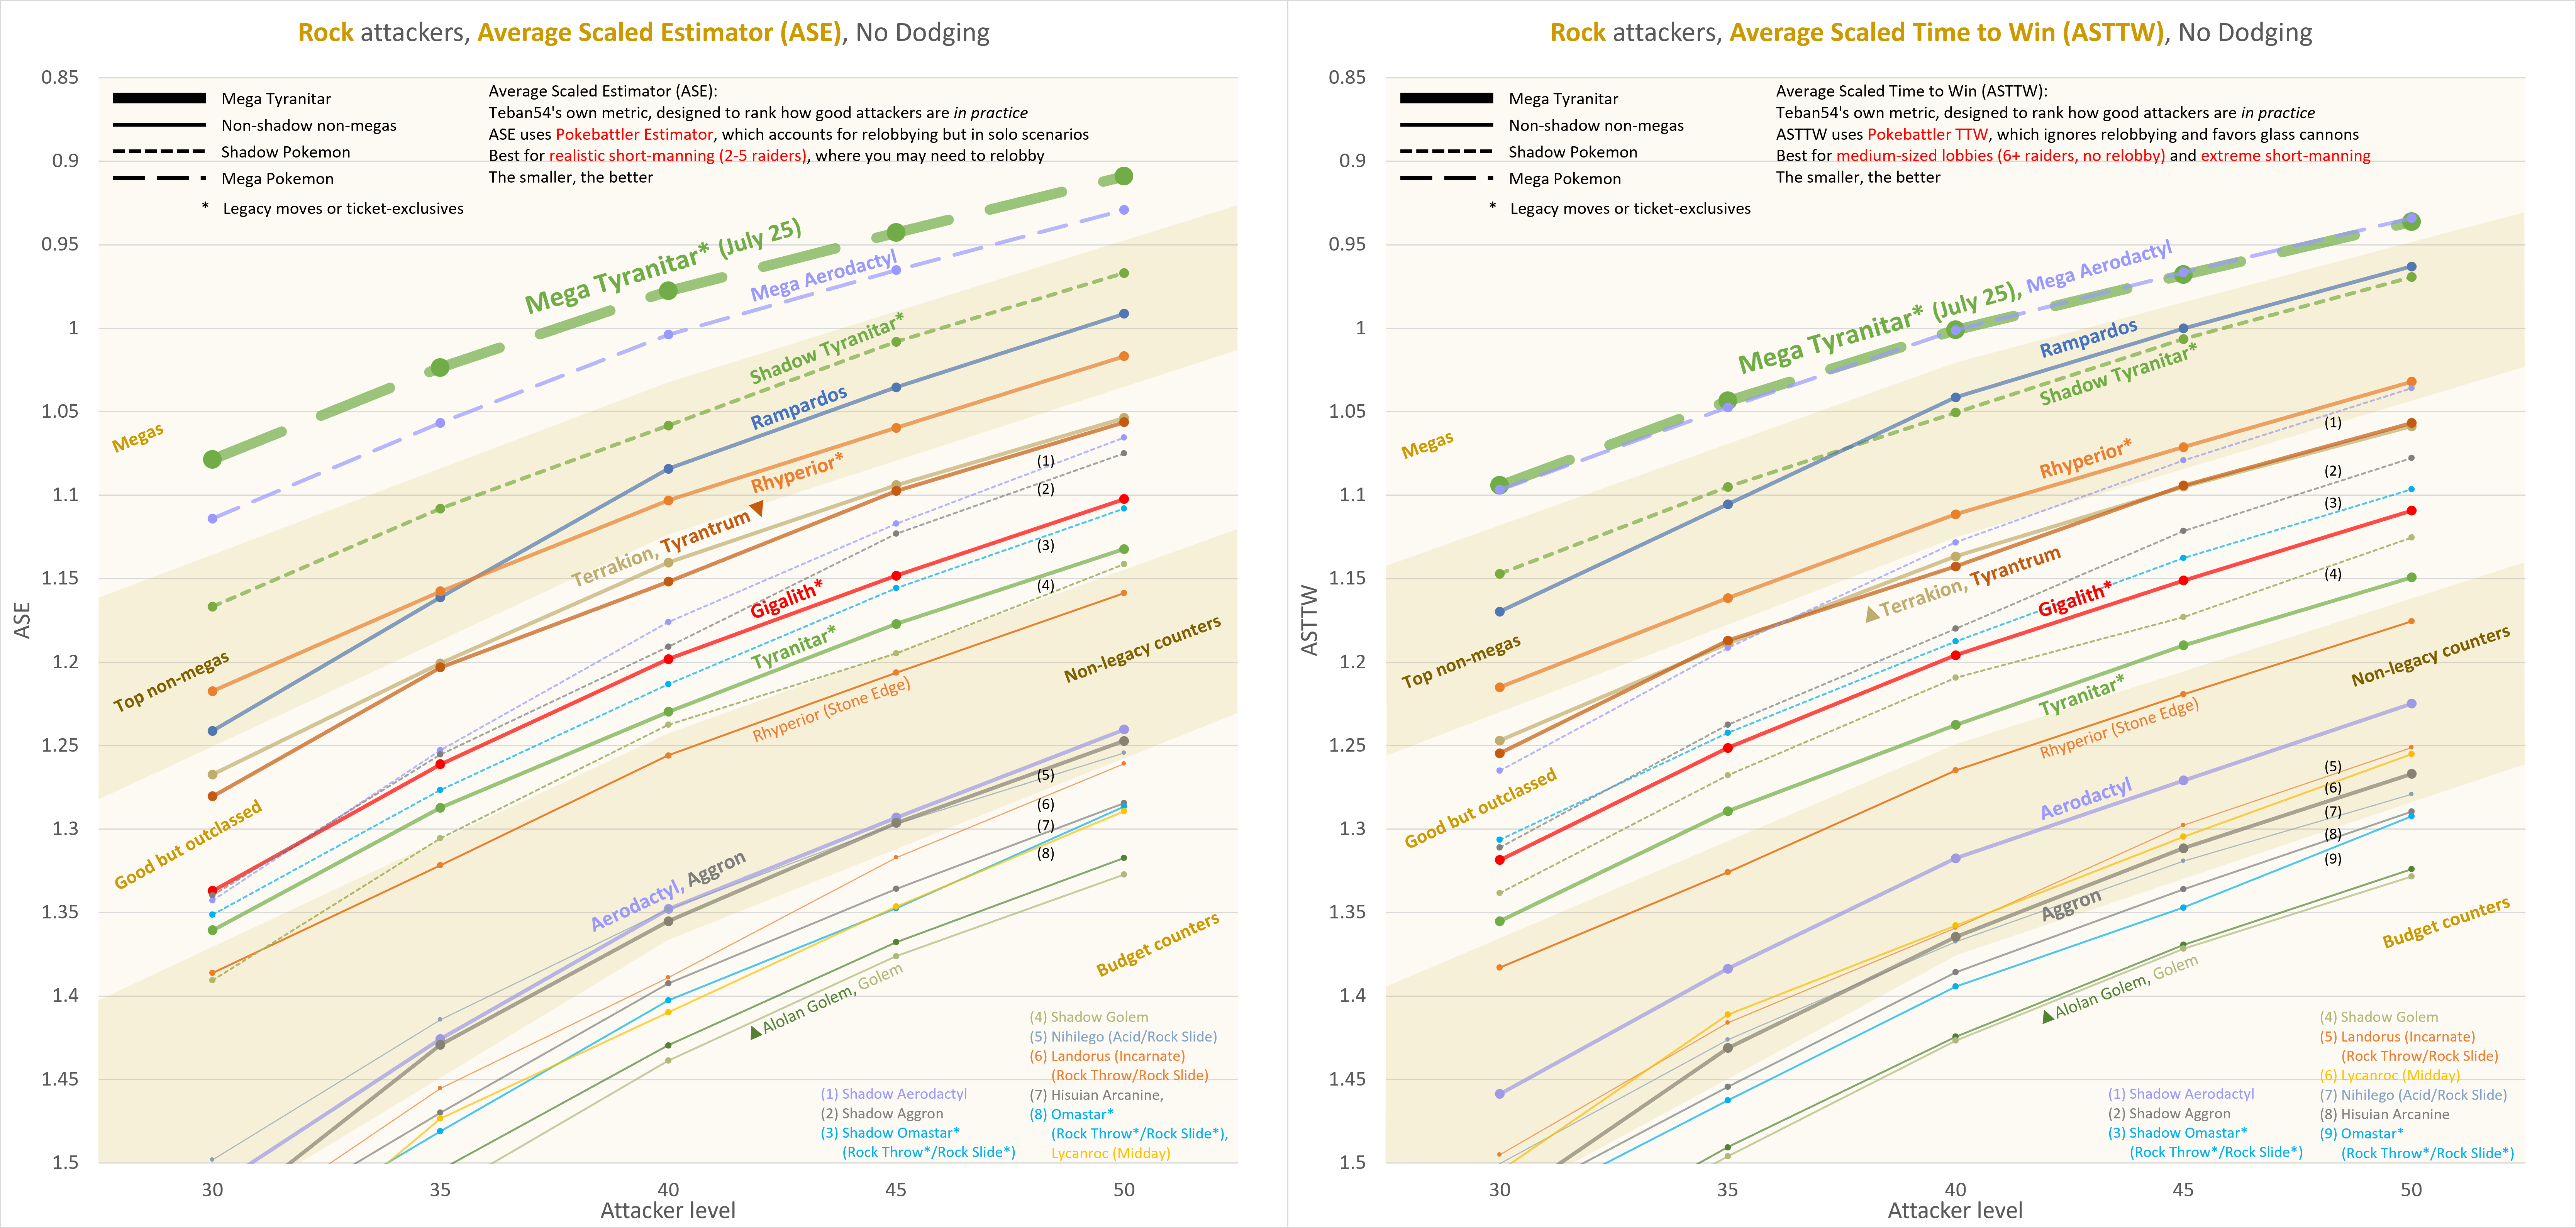 Rock attackers, Average Scaled Estimator (ASE), No Dodging
0.85
0.9
0.95
1
1.05
1.1
1.15
1.2
1.25
1.3
1.35
1.4
1.45
1.5
ASE
Mega Tyranitar
Non-shadow non-megas
Shadow Pokemon
Mega Pokemon
* Legacy moves or ticket-exclusives
Average Scaled Estimator (ASE):
Teban54's own metric, designed to rank how good attackers are in practice
ASE uses Pokebattler Estimator, which accounts for relobbying but in solo scenarios
Best for realistic short-manning (2-5 raiders), where you may need to relobby
The smaller, the better
Mega Tyranitar* (July 25)
Mega Aerodactyl
Shadow Tyranitar*
Rampardos
Megas
Rhyperior*
(1)
(2)
Terrakion, Tyrantrum
(3)
Gigalith*
(4)
Tyranitar*
Top non-megas
Non-legacy counters
Rhyperior (Stone Edge)
(5)
(6)
(7)
(8)
Good but outclassed
Aerodactyl, Aggron
Budget counters
Alolan Golem, Golem
(1) Shadow Aerodactyl
(2) Shadow Aggron
(3) Shadow Omastar*
(Rock Throw*/Rock Slide*)
(4) Shadow Golem
(5) Nihilego (Acid/Rock Slide)
(6) Landorus (Incarnate)
(Rock Throw/Rock Slide)
(7) Hisuian Arcanine,
(8) Omastar*
(Rock Throw*/Rock Slide*),
Lycanroc (Midday)
30
35
40
45
50
Attacker level
Rock attackers, Average Scaled Time to Win (ASTTW), No Dodging
0.85
0.9
0.95
1
1.05
1.1
1.15
1.2
1.25
1.3
1.35
1.4
1.45
1.5
ASTTW
Mega Tyranitar
Non-shadow non-megas
Shadow Pokemon
Mega Pokemon
* Legacy moves or ticket-exclusives
Average Scaled Time to Win (ASTTW):
Teban54's own metric, designed to rank how good attackers are in practice
ASTTW uses Pokebattler TTW, which ignores relobbying and favors glass cannons
Best for medium-sized lobbies (6+ raiders, no relobby) and extreme short-manning
The smaller, the better
Mega Tyranitar* (July 25), Mega Aerodactyl
Rampardos
Shadow Tyranitar*
Megas
(1)
Rhyperior*
(2)
(3)
Terrakion, Tyrantrum
(4)
Gigalith*
Top non-megas
Non-legacy counters
Tyranitar*
Rhyperior (Stone Edge)
(5)
(6)
(7)
(8)
(9)
Aerodactyl
Good but outclassed
Aggron
Budget counters
Alolan Golem, Golem
(1) Shadow Aerodactyl
(2) Shadow Aggron
(3) Shadow Omastar*
(Rock Throw*/Rock Slide*)
(4) Shadow Golem
(5) Landorus (Incarnate)
(Rock Throw/Rock Slide)
(6) Lycanroc (Midday)
(7) Nihilego (Acid/Rock Slide)
(8) Hisuian Arcanine
(9) Omastar*
(Rock Throw*/Rock Slide*)
30
35
40
45
50
Attacker level